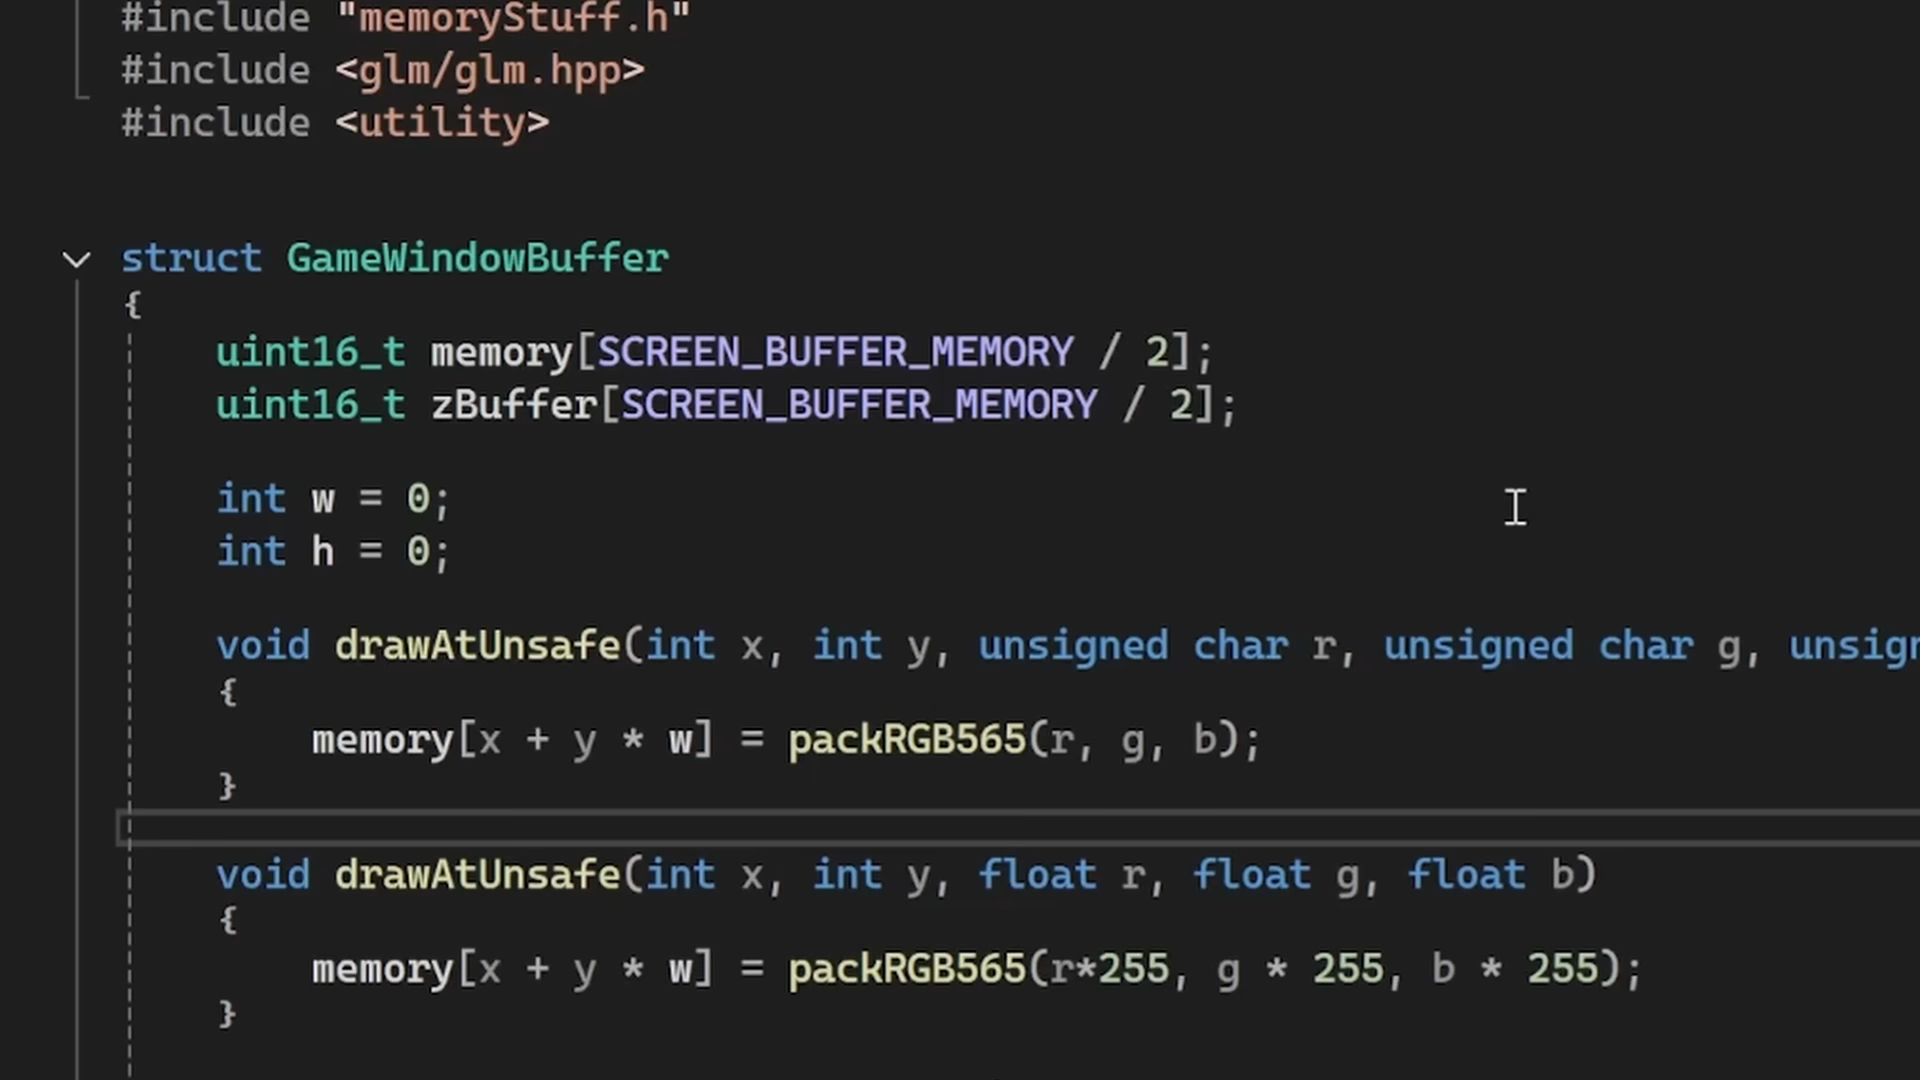 #include "memoryStuff.h"
#include <glm/glm.hpp>
#include <utility>
struct GameWindowBuffer
{
uint16_t memory[SCREEN_BUFFER_MEMORY / 2];
uint16_t zBuffer[SCREEN_BUFFER_MEMORY / 2];
int w = 0;
int h = 0;
void drawAtUnsafe(int x, int y, unsigned char r, unsigned char g, unsign
{
memory[x + y * w] = packRGB565(r, g, b);
}
void drawAtUnsafe(int x, int y, float r, float g, float b)
{
memory[x + y * w] = packRGB565(r*255, g * 255, b * 255);
}